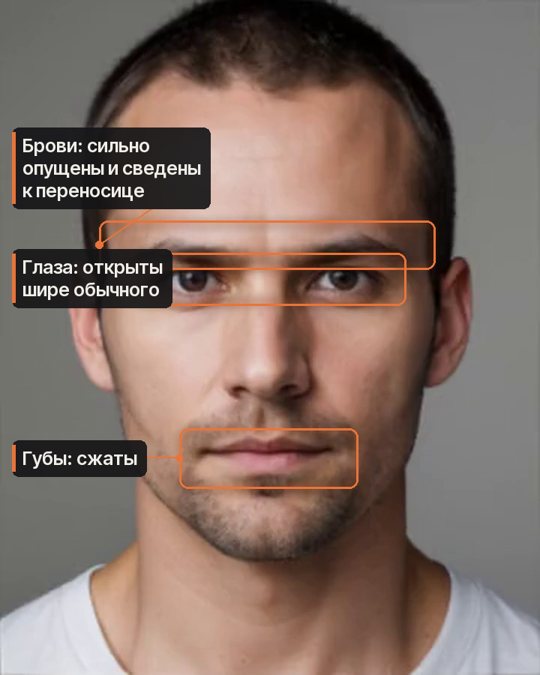 Брови: сильно
опущены и сведены
к переносице
Глаза: открыты
шире обычного
Губы: сжаты